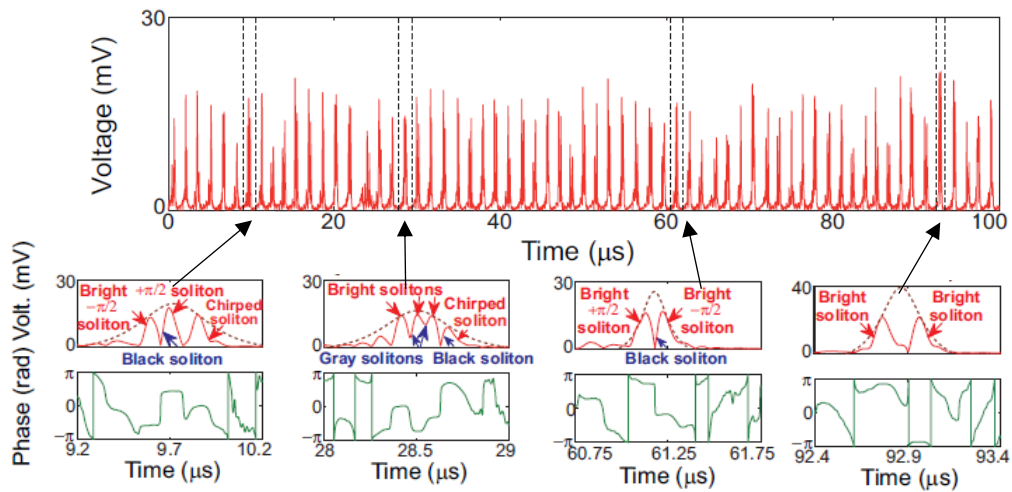 30
Voltage (mV)
0
0 20 40 60 80 100
Time (μs)
Phase (rad) Volt. (mV)
30
Bright +π/2 soliton
−π/2 soliton
Chirped soliton
0
Black soliton
π
0
−π
9.2 9.7 10.2
Time (μs)
30
Bright solitons
Chirped soliton
0
Gray solitons Black soliton
π
0
−π
28 28.5 29
Time (μs)
30
Bright +π/2 soliton
Bright −π/2 soliton
0
Black soliton
π
0
−π
60.75 61.25 61.75
Time (μs)
40
Bright soliton
Bright soliton
0
π
0
−π
92.4 92.9 93.4
Time (μs)